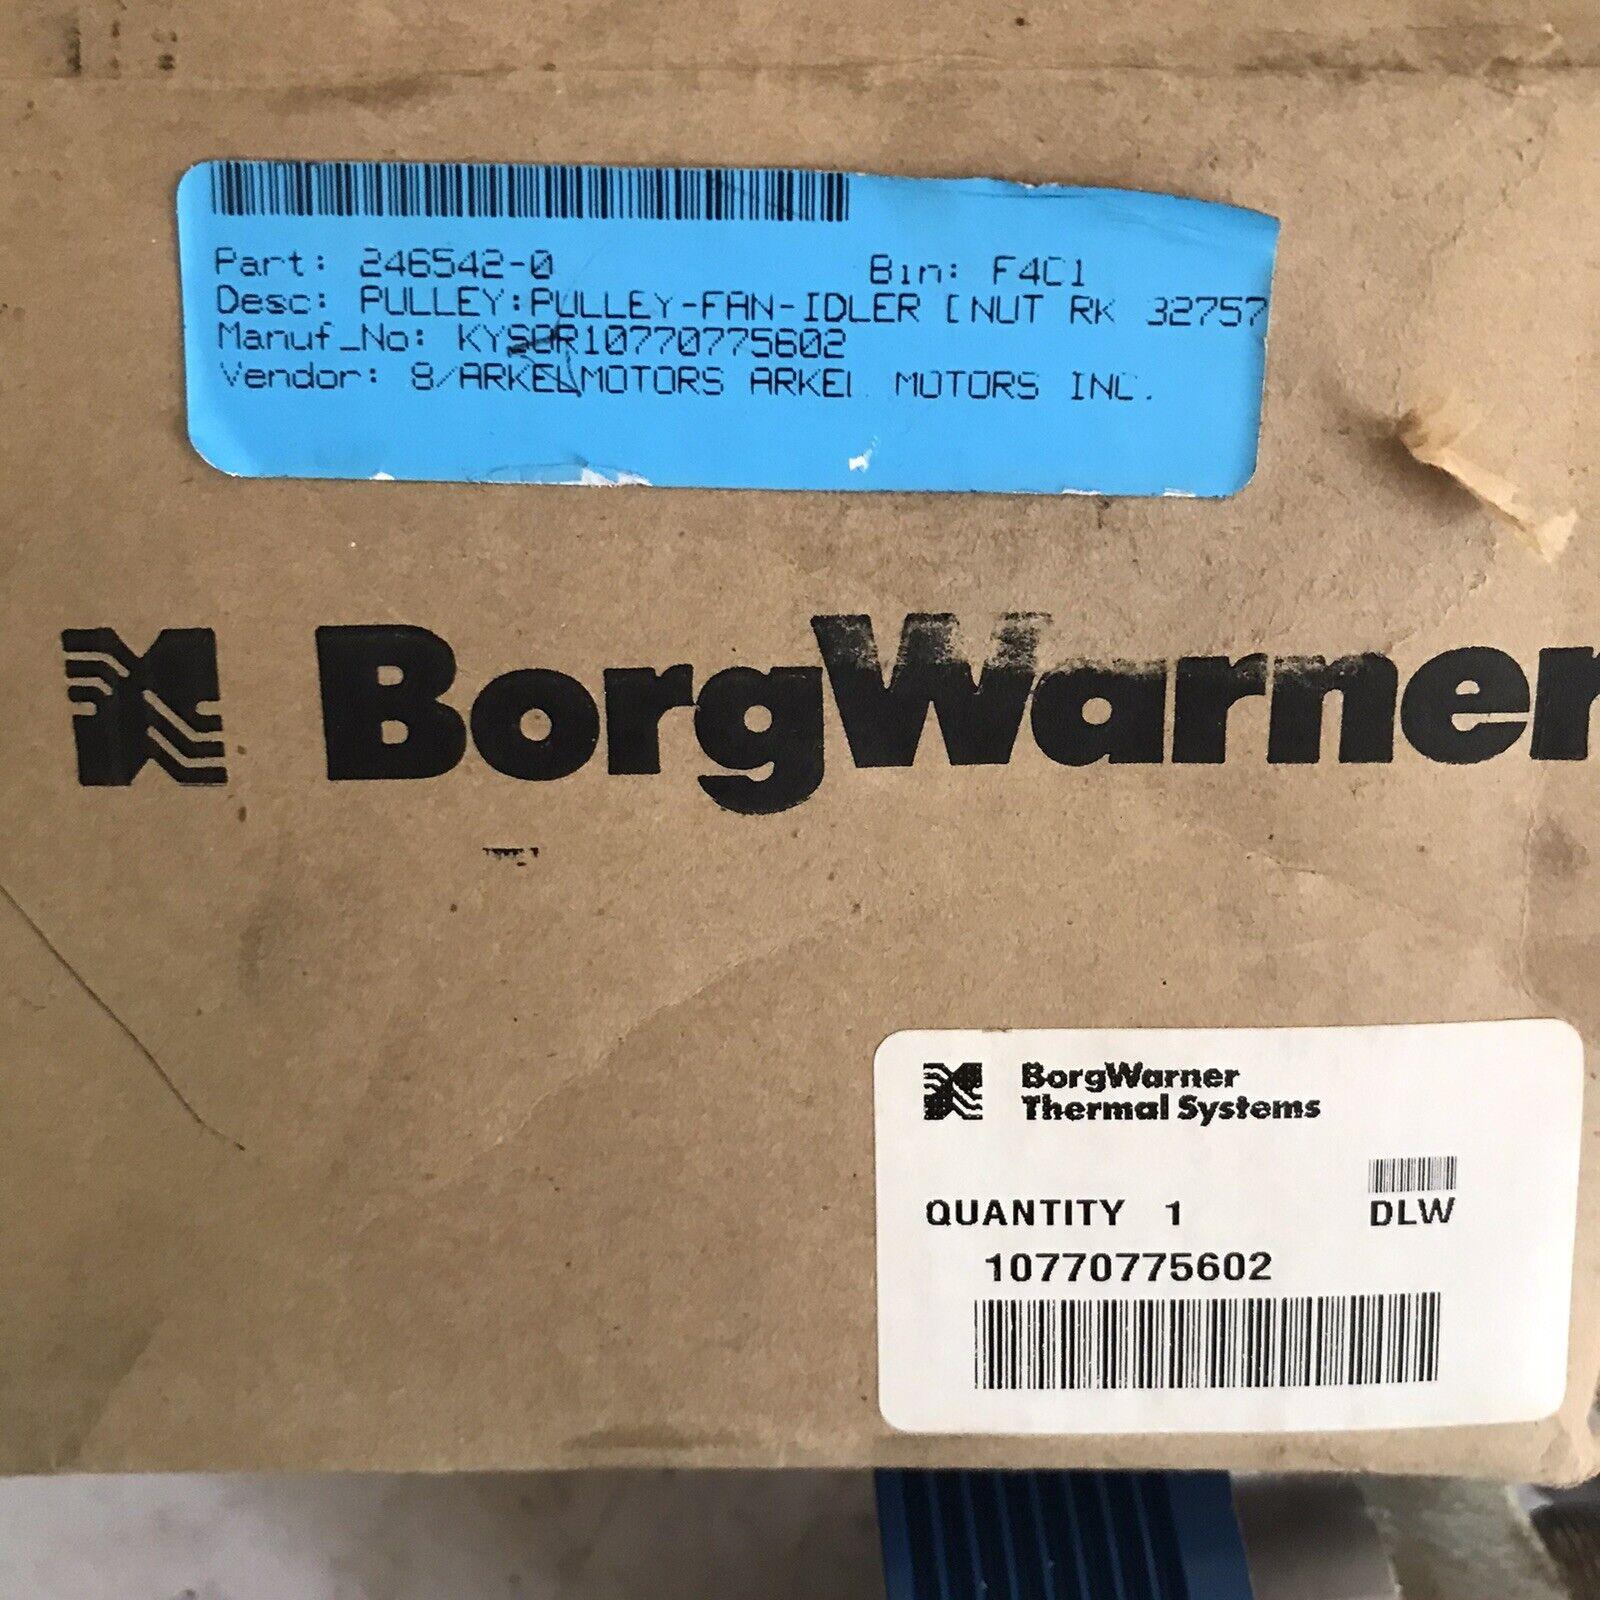 Part: 246542-0 Bin: F4C1
Desc: PULLEY:PULLEY-FAN-IDLER [NUT RK 32757
Manuf_No: KYSOR10770775602
Vendor: 8/ARKELMOTORS ARKEL MOTORS INC.
BorgWarner
BorgWarner
Thermal Systems
QUANTITY 1 DLW
10770775602